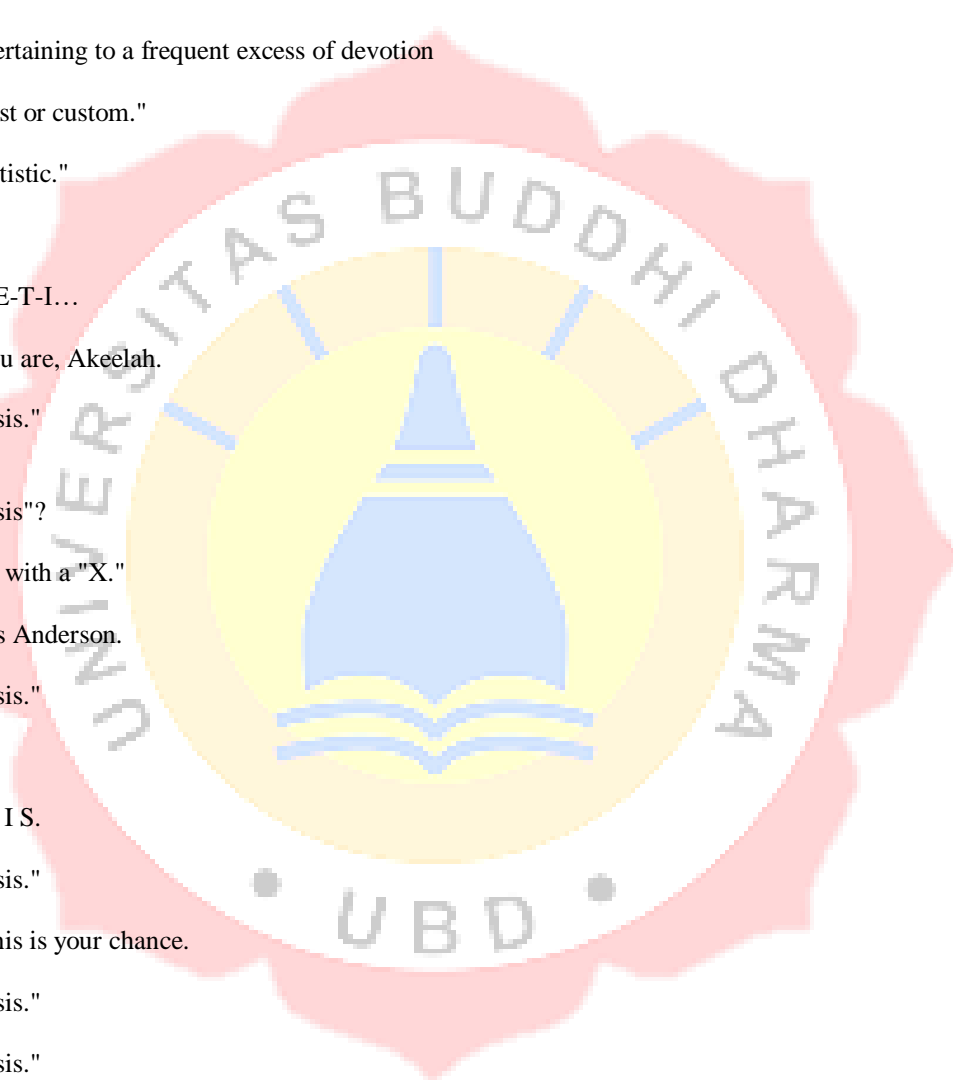 ertaining to a frequent excess of devotion
st or custom."
tistic."
E-T-I…
u are, Akeelah.
sis."
sis"?
with a "X."
s Anderson.
sis."
I S.
sis."
his is your chance.
sis."
sis."
UNIVERSITAS BUDDHI DHARMA
• UBD •